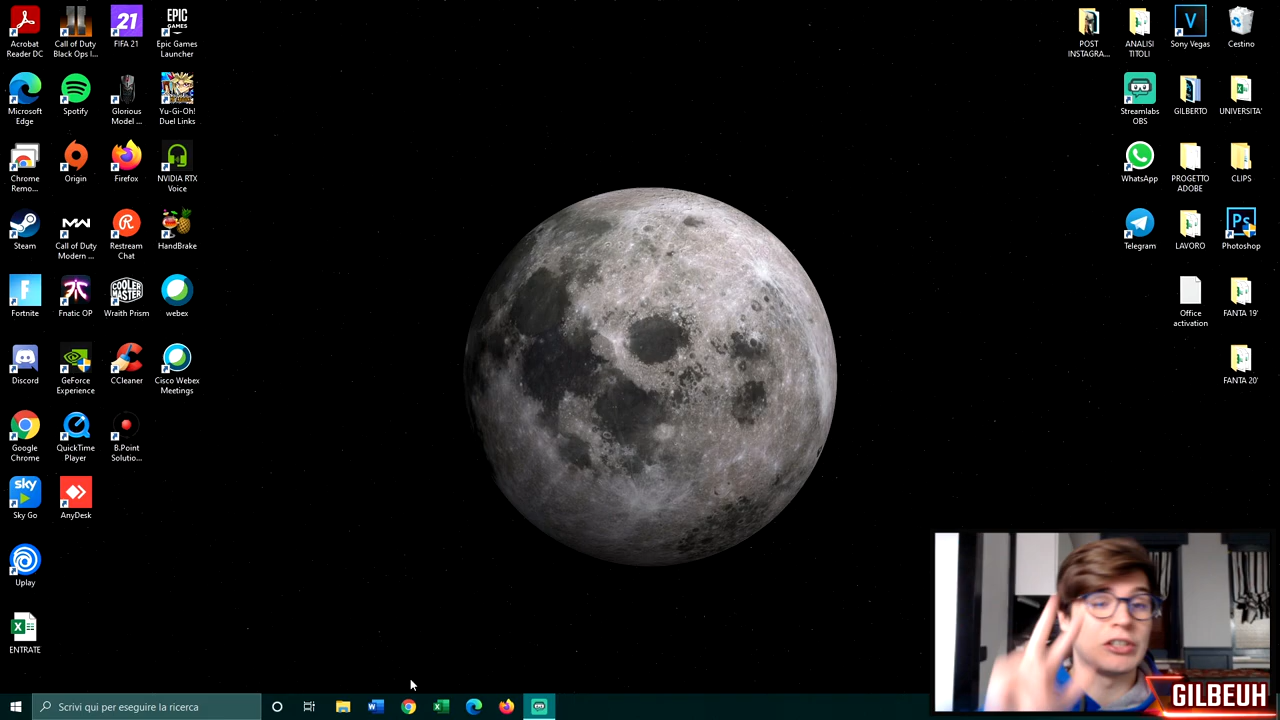 Acrobat
Reader DC
Call of Duty
Black Ops I...
21
FIFA 21
EPIC
GAMES
Epic Games
Launcher
POST
INSTAGRA...
ANALISI
TITOLI
V
Sony Vegas
Cestino
Microsoft
Edge
Spotify
Glorious
Model ...
Yu-Gi-Oh!
Duel Links
Streamlabs
OBS
GILBERTO
UNIVERSITA'
Chrome
Remo...
Origin
Firefox
NVIDIA RTX
Voice
WhatsApp
PROGETTO
ADOBE
CLIPS
Steam
Call of Duty
Modern ...
Restream
Chat
HandBrake
Telegram
LAVORO
Ps
Photoshop
Fortnite
Fnatic OP
COOLER
MASTER
Wraith Prism
webex
Office
activation
FANTA 19'
Discord
GeForce
Experience
CCleaner
Cisco Webex
Meetings
FANTA 20'
Google
Chrome
QuickTime
Player
B.Point
Solutio...
sky
Sky Go
AnyDesk
Uplay
ENTRATE
Scrivi qui per eseguire la ricerca
GILBEUH